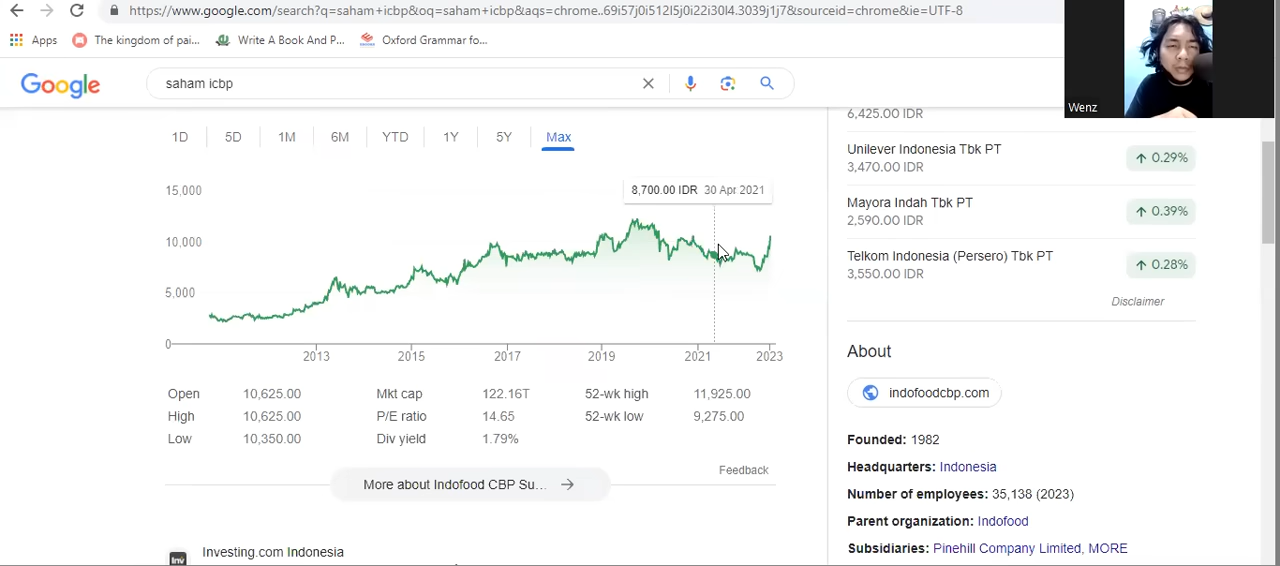 https://www.google.com/search?q=saham+icbp&oq=saham+icbp&aqs=chrome..69i57j0i512l5j0i22i30l4.3039j1j7&sourceid=chrome&ie=UTF-8
Apps The kingdom of pai... Write A Book And P... Oxford Grammar fo...
Google saham icbp
Wenz
1D 5D 1M 6M YTD 1Y 5Y Max
8,700.00 IDR 30 Apr 2021
15,000
10,000
5,000
0
2013 2015 2017 2019 2021 2023
Open 10,625.00 Mkt cap 122.16T 52-wk high 11,925.00
High 10,625.00 P/E ratio 14.65 52-wk low 9,275.00
Low 10,350.00 Div yield 1.79%
Feedback
More about Indofood CBP Su... →
Inv Investing.com Indonesia
6,425.00 IDR
Unilever Indonesia Tbk PT
3,470.00 IDR
↑ 0.29%
Mayora Indah Tbk PT
2,590.00 IDR
↑ 0.39%
Telkom Indonesia (Persero) Tbk PT
3,550.00 IDR
↑ 0.28%
Disclaimer
About
indofoodcbp.com
Founded: 1982
Headquarters: Indonesia
Number of employees: 35,138 (2023)
Parent organization: Indofood
Subsidiaries: Pinehill Company Limited, MORE